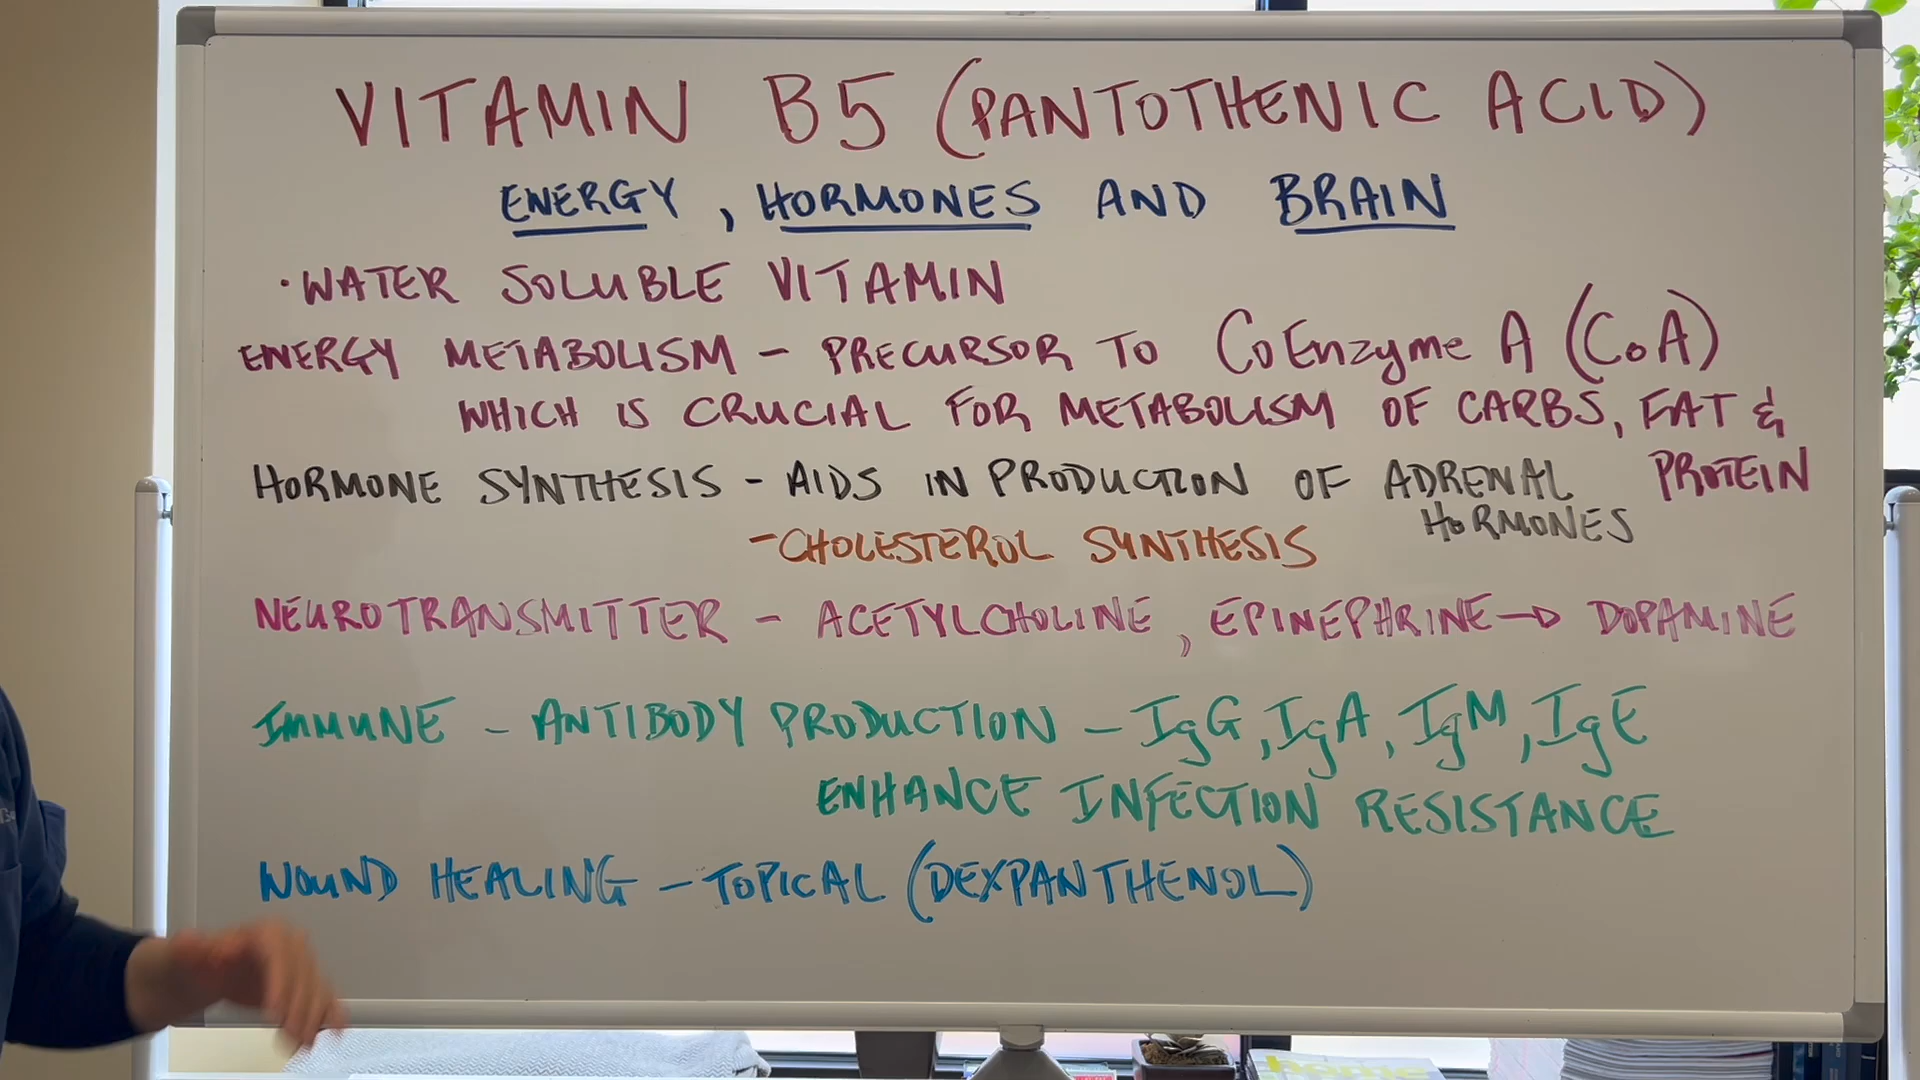 VITAMIN B5 (PANTOTHENIC ACID)
ENERGY, HORMONES AND BRAIN
·WATER SOLUBLE VITAMIN
ENERGY METABOLISM - PRECURSOR TO CoEnzyme A (CoA)
WHICH IS CRUCIAL FOR METABOLISM OF CARBS, FAT &
PROTEIN
HORMONE SYNTHESIS - AIDS IN PRODUCTION OF ADRENAL
HORMONES
-CHOLESTEROL SYNTHESIS
NEUROTRANSMITTER - ACETYLCHOLINE, EPINEPHRINE → DOPAMINE
IMMUNE - ANTIBODY PRODUCTION - IgG, IgA, IgM, IgE
ENHANCE INFECTION RESISTANCE
WOUND HEALING - TOPICAL (DEXPANTHENOL)